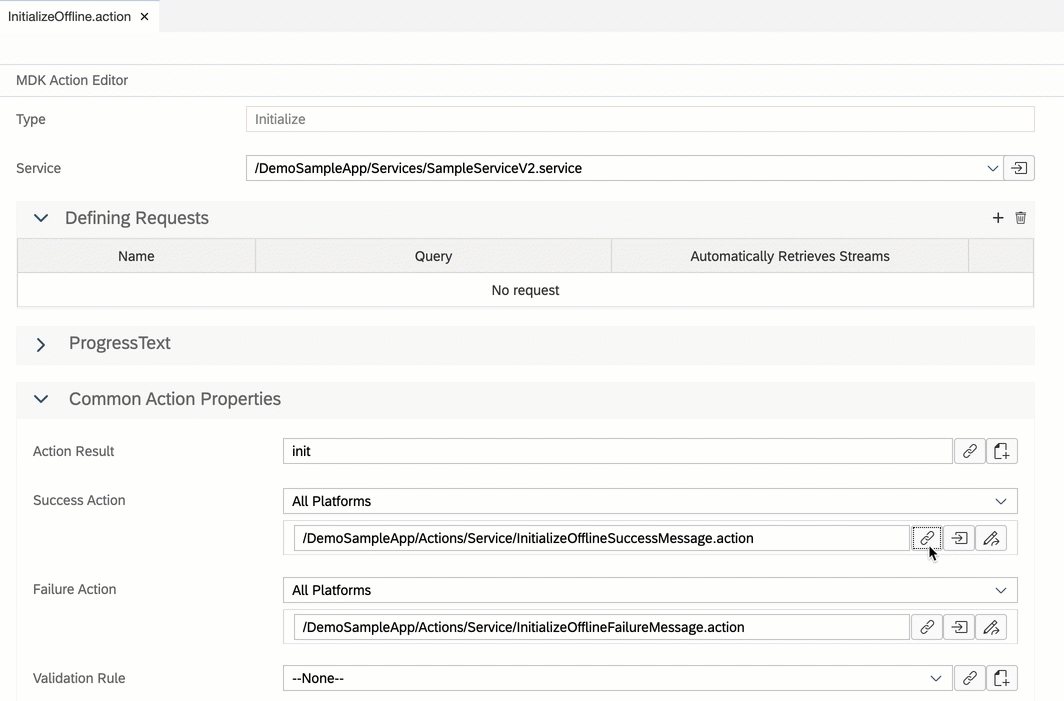 InitializeOffline.action
MDK Action Editor
Type Initialize
Service /DemoSampleApp/Services/SampleServiceV2.service
Defining Requests
Name Query Automatically Retrieves Streams
No request
ProgressText
Common Action Properties
Action Result init
Success Action All Platforms
/DemoSampleApp/Actions/Service/InitializeOfflineSuccessMessage.action
Failure Action All Platforms
/DemoSampleApp/Actions/Service/InitializeOfflineFailureMessage.action
Validation Rule --None--